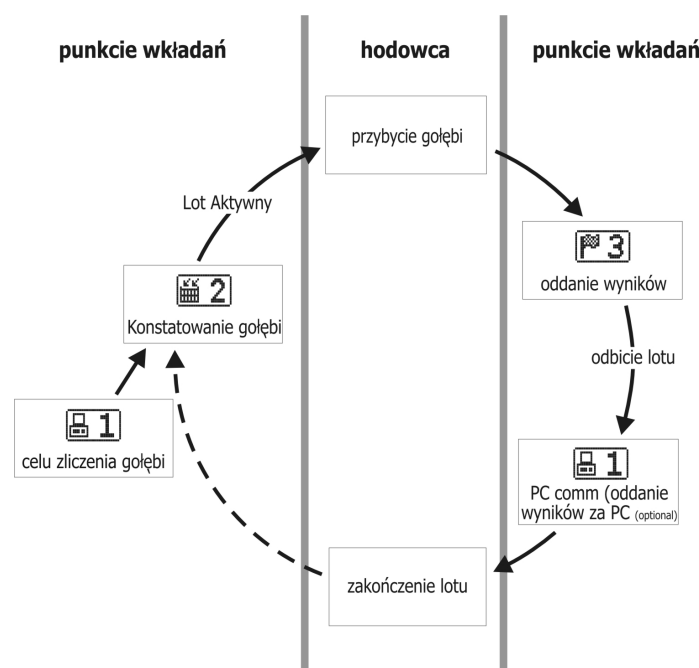 punkcie wkładań
hodowca
punkcie wkładań
przybycie gołębi
Lot Aktywny
3
oddanie wyników
2
Konstatowanie gołębi
odbicie lotu
1
celu zliczenia gołębi
1
PC comm (oddanie
wyników za PC (optional)
zakończenie lotu